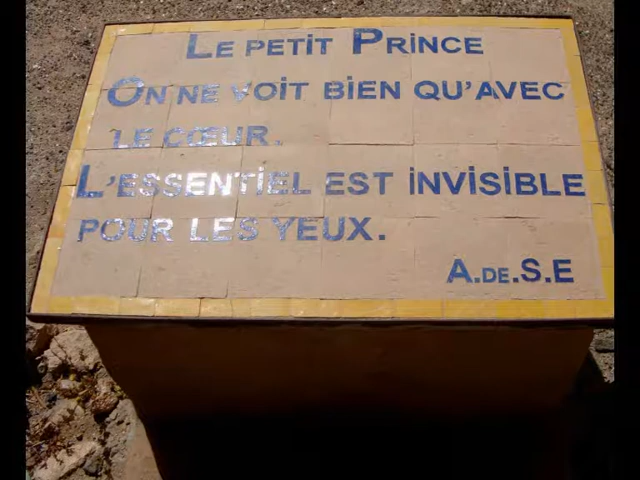 LE PETIT PRINCE
ON NE VOIT BIEN QU'AVEC
LE CŒUR.
L'ESSENTIEL EST INVISIBLE
POUR LES YEUX.
A.DE.S.E